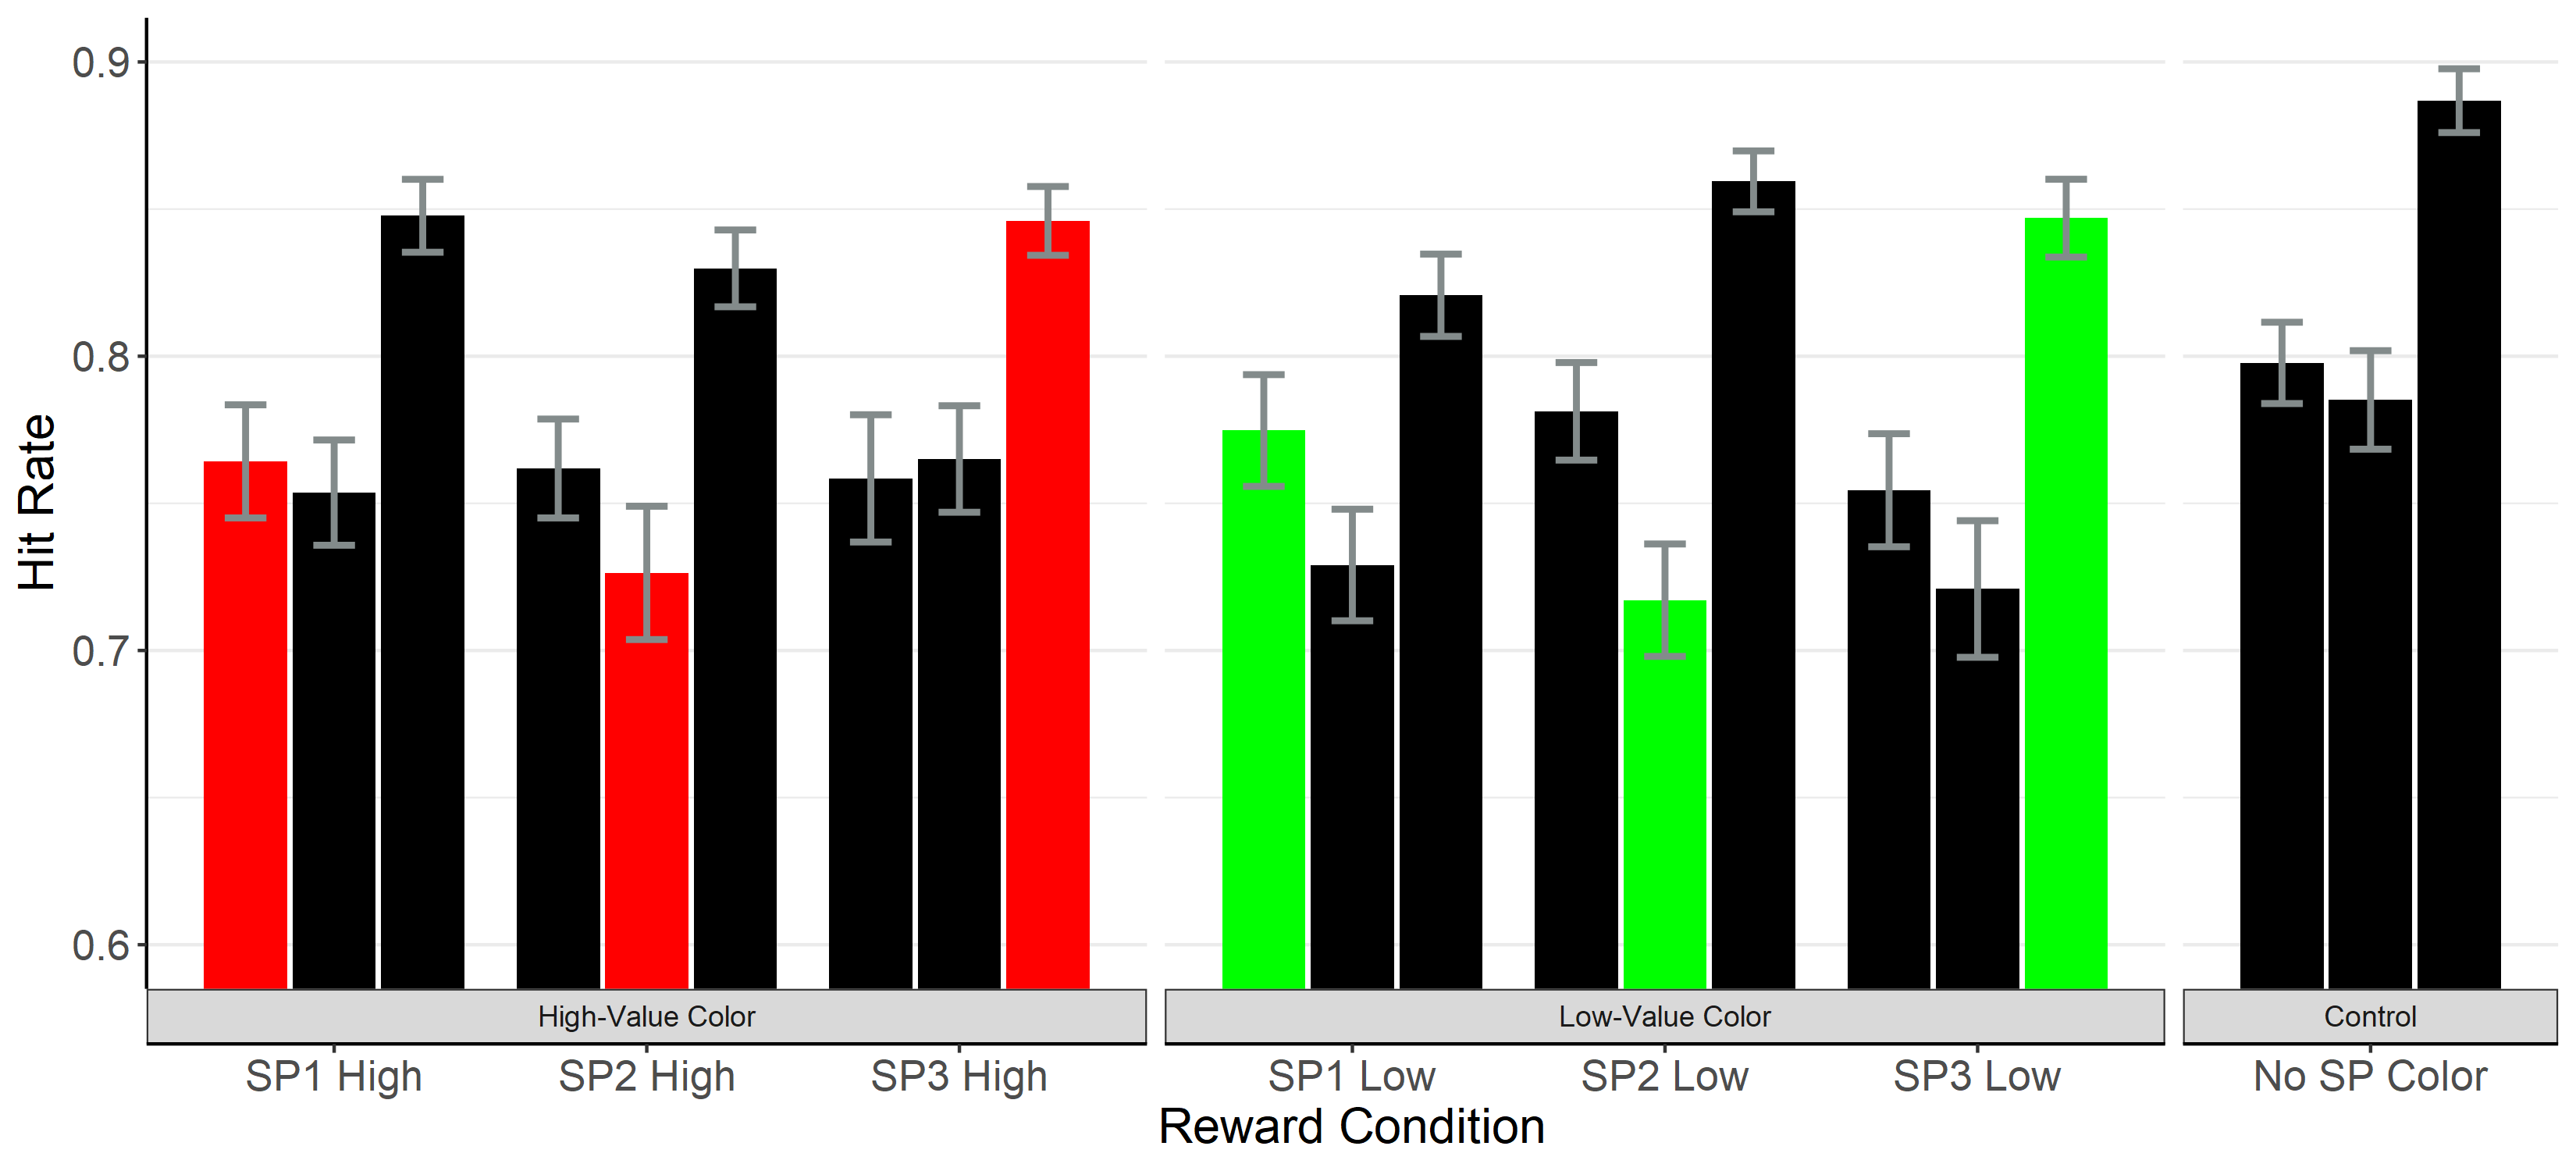 Hit Rate
0.9
0.8
0.7
0.6
High-Value Color
Low-Value Color
Control
SP1 High
SP2 High
SP3 High
SP1 Low
SP2 Low
SP3 Low
No SP Color
Reward Condition